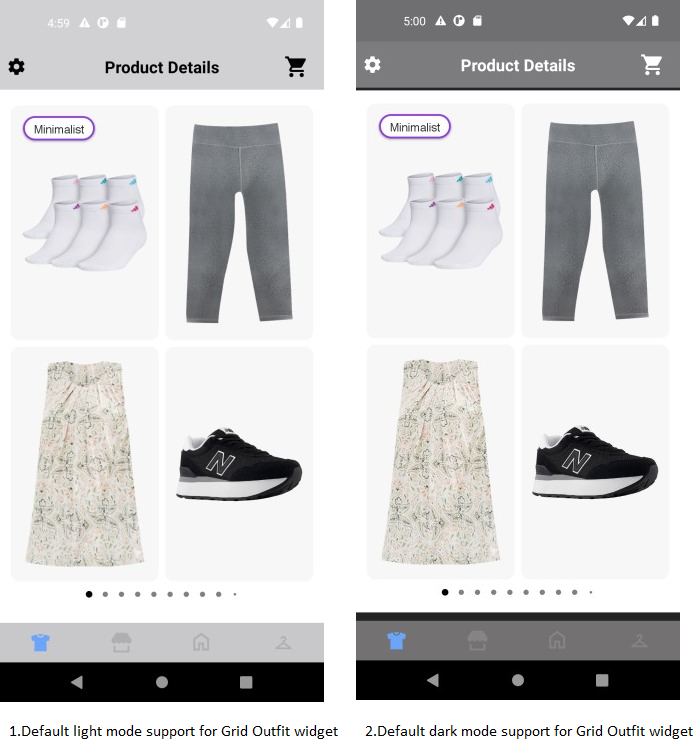 4:59
Product Details
Minimalist
N
1.Default light mode support for Grid Outfit widget
5:00
Product Details
Minimalist
N
2.Default dark mode support for Grid Outfit widget